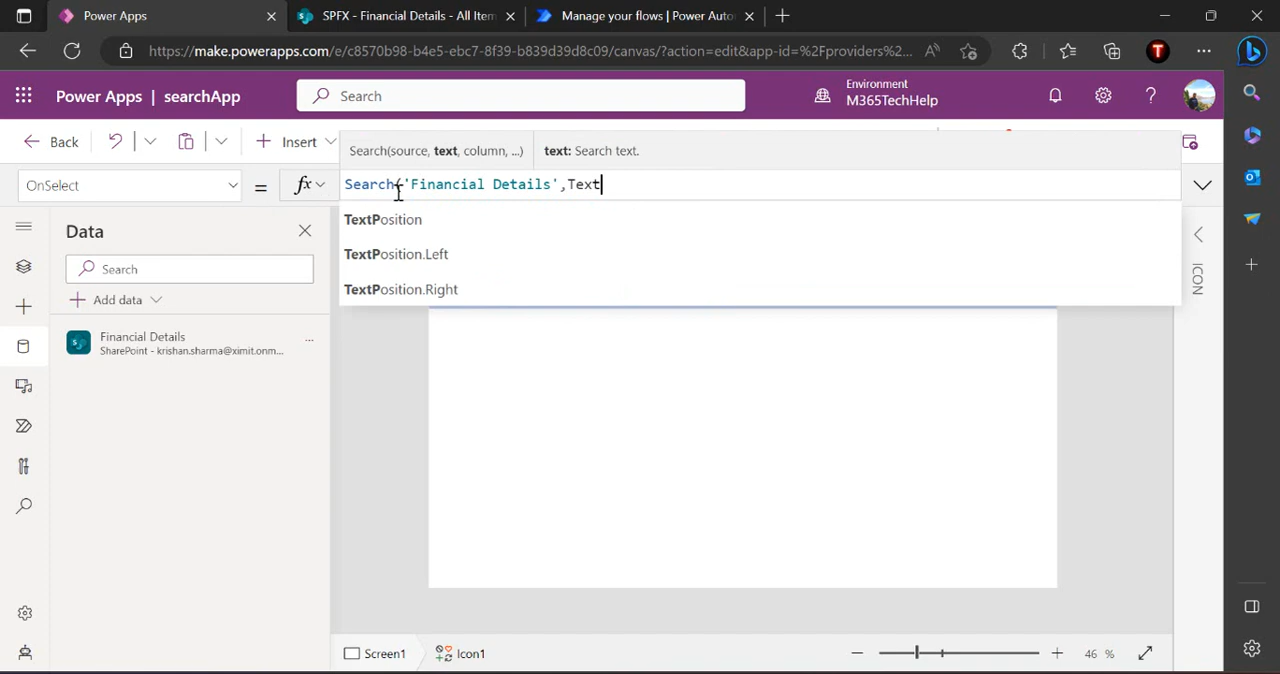 Power Apps
SPFX - Financial Details - All Item
Manage your flows | Power Auto
https://make.powerapps.com/e/c8570b98-b4e5-ebc7-8f39-b839d39d8c09/canvas/?action=edit&app-id=%2Fproviders%2...
Power Apps | searchApp
Search
Environment
M365TechHelp
Back
Insert
Search(source, text, column, ...)
text: Search text.
OnSelect
=
fx
Search('Financial Details',Text
TextPosition
TextPosition.Left
TextPosition.Right
Data
Search
Add data
Financial Details
SharePoint - krishan.sharma@ximit.onm...
ICON
Screen1
Icon1
46 %